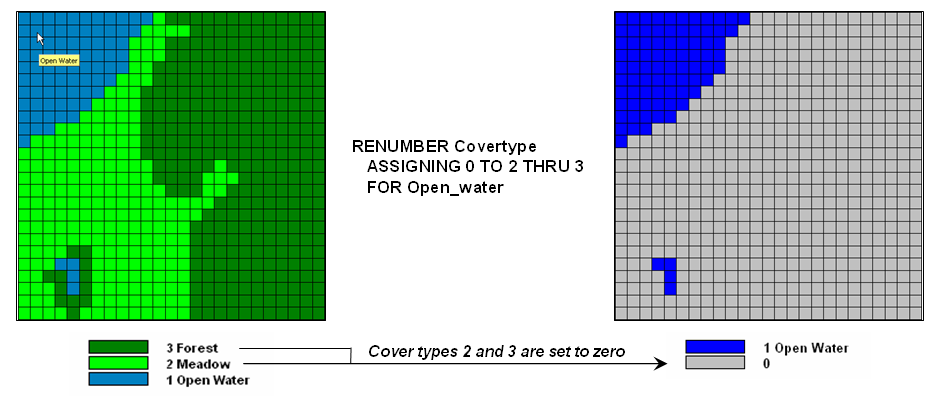 Open Water
RENUMBER Covertype
ASSIGNING 0 TO 2 THRU 3
FOR Open_water
3 Forest
2 Meadow
1 Open Water
Cover types 2 and 3 are set to zero
1 Open Water
0